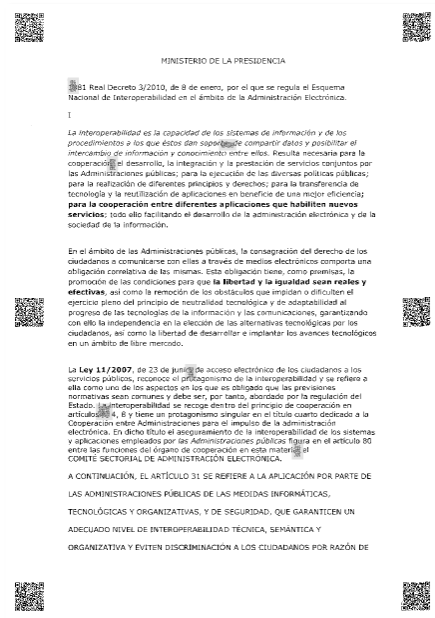 MINISTERIO DE LA PRESIDENCIA
Real Decreto 3/2010, de 8 de enero, por el que se regula el Esquema
Nacional de Interoperabilidad en el ámbito de la Administración Electrónica.
I
La interoperabilidad es la capacidad de los sistemas de información y de los
procedimientos a los que éstos dan soporte de compartir datos y posibilitar el
intercambio de información y conocimiento entre ellos. Resulta necesaria para la
cooperación, el desarrollo, la integración y la prestación de servicios conjuntos por
las Administraciones públicas; para la ejecución de las diversas políticas públicas;
para la realización de diferentes principios y derechos; para la transferencia de
tecnología y la reutilización de aplicaciones en beneficio de una mejor eficiencia;
para la cooperación entre diferentes aplicaciones que habiliten nuevos
servicios; todo ello facilitando el desarrollo de la administración electrónica y de la
sociedad de la información.
En el ámbito de las Administraciones públicas, la consagración del derecho de los
ciudadanos a comunicarse con ellas a través de medios electrónicos comporta una
obligación correlativa de las mismas. Esta obligación tiene, como premisas, la
promoción de las condiciones para que la libertad y la igualdad sean reales y
efectivas, así como la remoción de los obstáculos que impidan o dificulten el
ejercicio pleno del principio de neutralidad tecnológica y de adaptabilidad al
progreso de las tecnologías de la información y las comunicaciones, garantizando
con ello la independencia en la elección de las alternativas tecnológicas por los
ciudadanos, así como la libertad de desarrollar e implantar los avances tecnológicos
en un ámbito de libre mercado.
La Ley 11/2007, de 23 de junio, de acceso electrónico de los ciudadanos a los
servicios públicos, reconoce el protagonismo de la interoperabilidad y se refiere a
ella como uno de los aspectos en los que es obligado que las previsiones
normativas sean comunes y debe ser, por tanto, abordado por la regulación del
Estado. La interoperabilidad se recoge dentro del principio de cooperación en
artículos 4, 8 y tiene un protagonismo singular en el título cuarto dedicado a la
Cooperación entre Administraciones para el impulso de la administración
electrónica. En dicho título el aseguramiento de la interoperabilidad de los sistemas
y aplicaciones empleados por las Administraciones públicas figura en el artículo 80
entre las funciones del órgano de cooperación en esta materia, el
COMITÉ SECTORIAL DE ADMINISTRACIÓN ELECTRÓNICA.
A CONTINUACIÓN, EL ARTÍCULO 31 SE REFIERE A LA APLICACIÓN POR PARTE DE
LAS ADMINISTRACIONES PÚBLICAS DE LAS MEDIDAS INFORMÁTICAS,
TECNOLÓGICAS Y ORGANIZATIVAS, Y DE SEGURIDAD, QUE GARANTICEN UN
ADECUADO NIVEL DE INTEROPERABILIDAD TÉCNICA, SEMÁNTICA Y
ORGANIZATIVA Y EVITEN DISCRIMINACIÓN A LOS CIUDADANOS POR RAZÓN DE